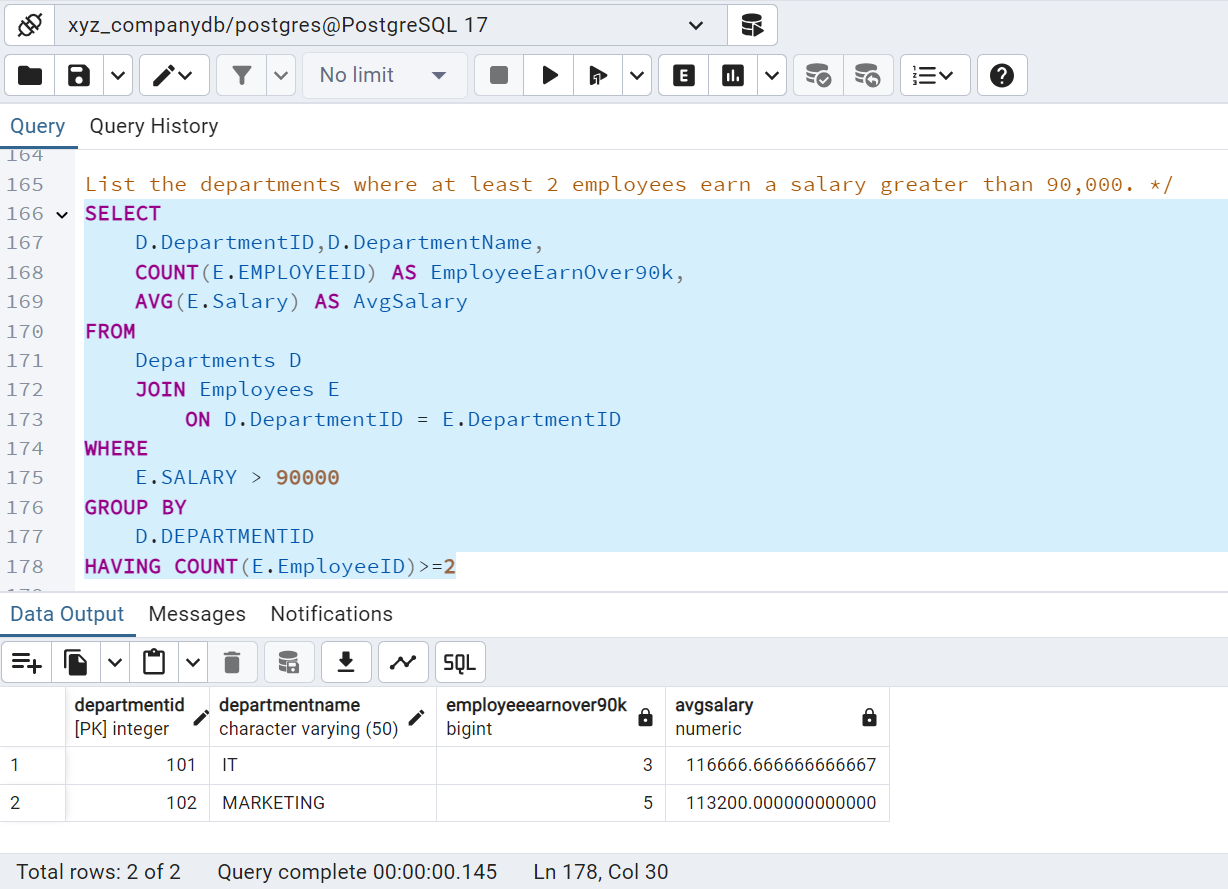 xyz_companydb/postgres@PostgreSQL 17
No limit
E
Query Query History
164
165 List the departments where at least 2 employees earn a salary greater than 90,000. */
166 SELECT
167 D.DepartmentID,D.DepartmentName,
168 COUNT(E.EMPLOYEEID) AS EmployeeEarnOver90k,
169 AVG(E.Salary) AS AvgSalary
170 FROM
171 Departments D
172 JOIN Employees E
173 ON D.DepartmentID = E.DepartmentID
174 WHERE
175 E.SALARY > 90000
176 GROUP BY
177 D.DEPARTMENTID
178 HAVING COUNT(E.EmployeeID)>=2
Data Output Messages Notifications
SQL
departmentid departmentname employeeearnover90k avgsalary
[PK] integer character varying (50) bigint numeric
1 101 IT 3 116666.666666666667
2 102 MARKETING 5 113200.000000000000
Total rows: 2 of 2 Query complete 00:00:00.145 Ln 178, Col 30